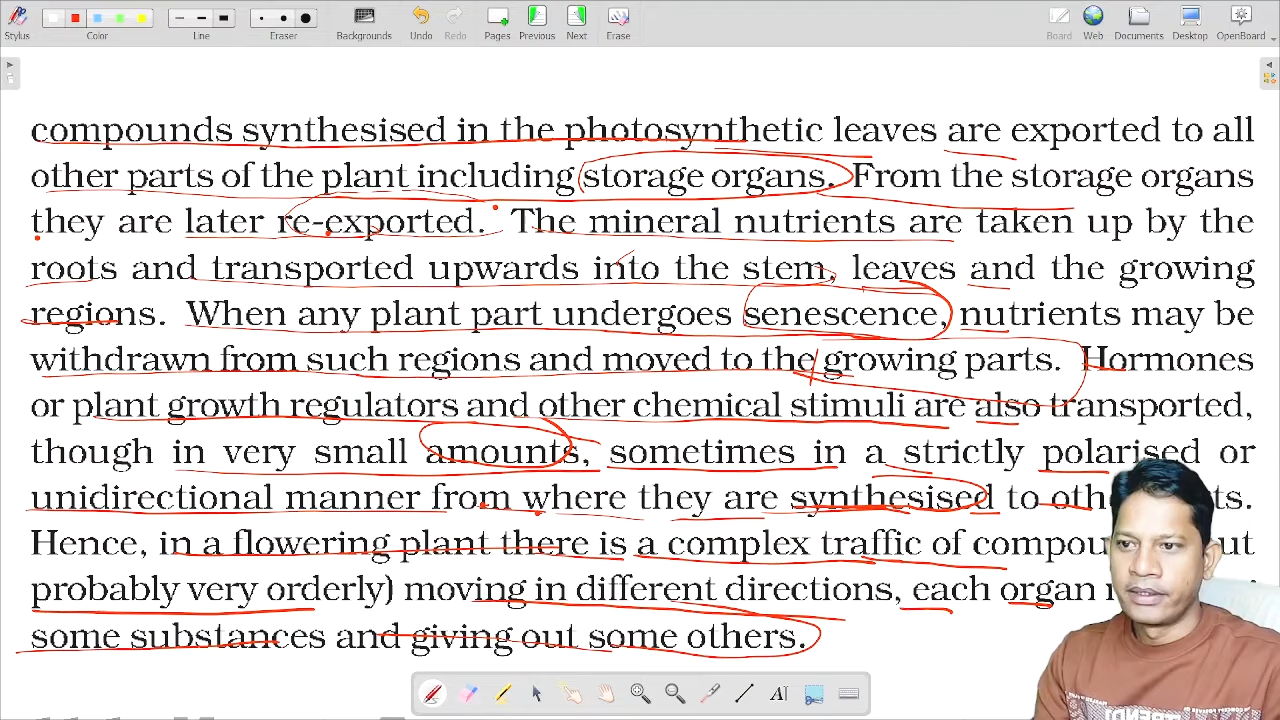 Stylus Color Line Eraser Backgrounds Undo Redo Pages Previous Next Erase Board Web Documents Desktop OpenBoard
compounds synthesised in the photosynthetic leaves are exported to all
other parts of the plant including storage organs. From the storage organs
they are later re-exported. The mineral nutrients are taken up by the
roots and transported upwards into the stem, leaves and the growing
regions. When any plant part undergoes senescence, nutrients may be
withdrawn from such regions and moved to the growing parts. Hormones
or plant growth regulators and other chemical stimuli are also transported,
though in very small amounts, sometimes in a strictly polarised or
unidirectional manner from where they are synthesised to
Hence, in a flowering plant there is a complex traffic of
probably very orderly) moving in different directions, each organ
some substances and giving out some others.